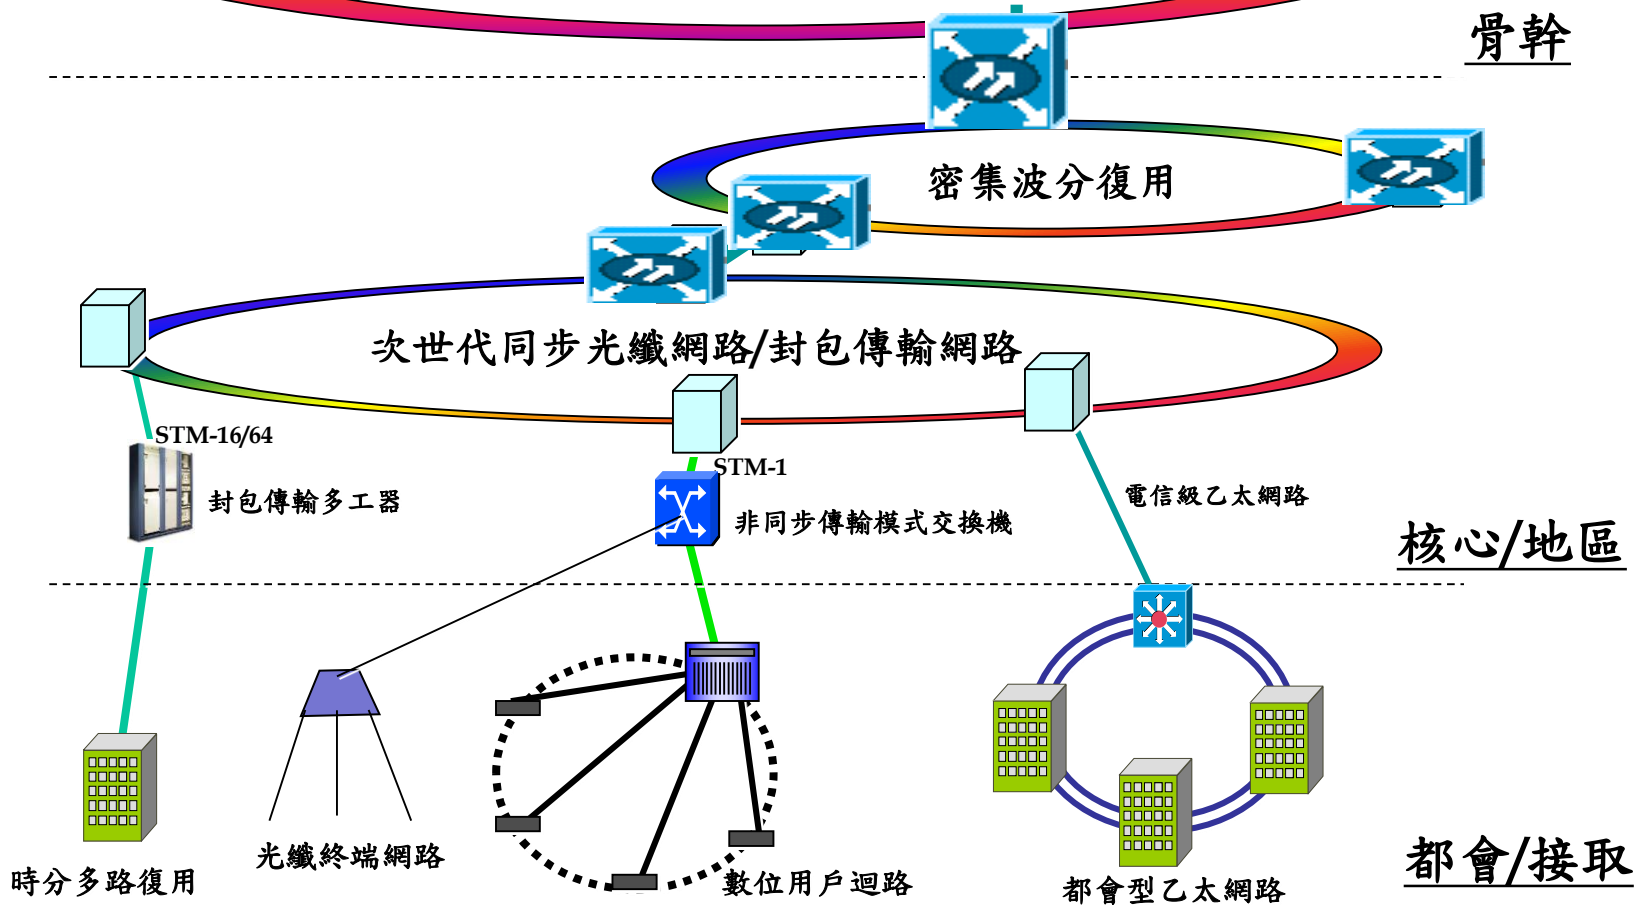 骨幹
密集波分復用
次世代同步光纖網路/封包傳輸網路
STM-16/64
STM-1
封包傳輸多工器
非同步傳輸模式交換機
電信級乙太網路
核心/地區
光纖終端網路
時分多路復用
數位用戶迴路
都會型乙太網路
都會/接取